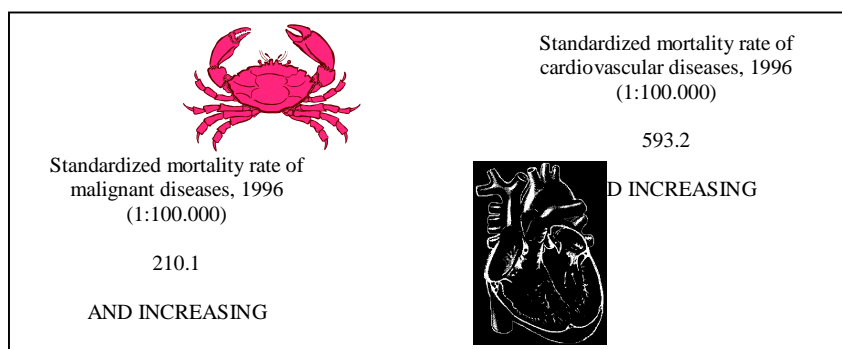 Standardized mortality rate of
malignant diseases, 1996
(1:100.000)
210.1
AND INCREASING
Standardized mortality rate of
cardiovascular diseases, 1996
(1:100.000)
593.2
INCREASING